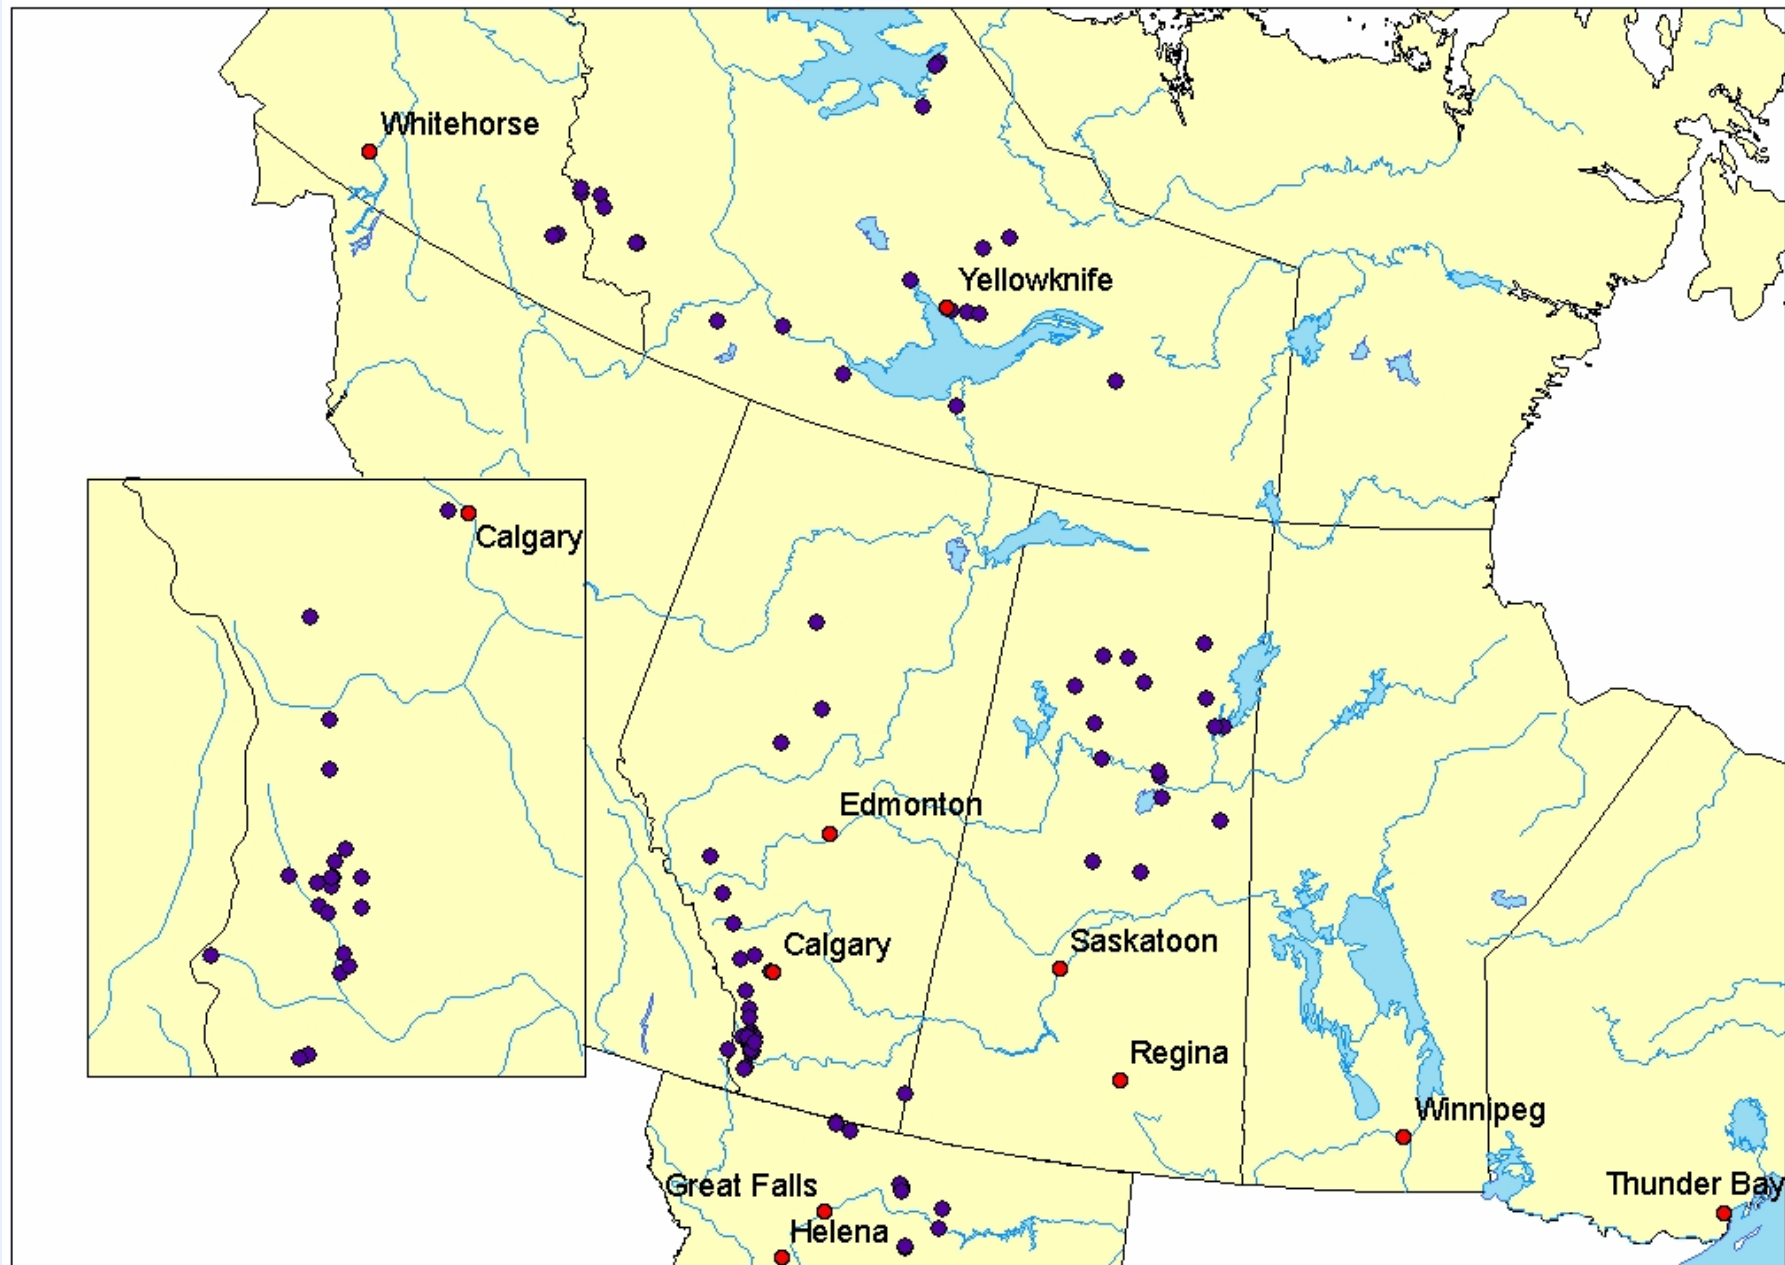 Whitehorse
Yellowknife
Calgary
Edmonton
Calgary
Saskatoon
Regina
Winnipeg
Great Falls
Thunder Bay
Helena